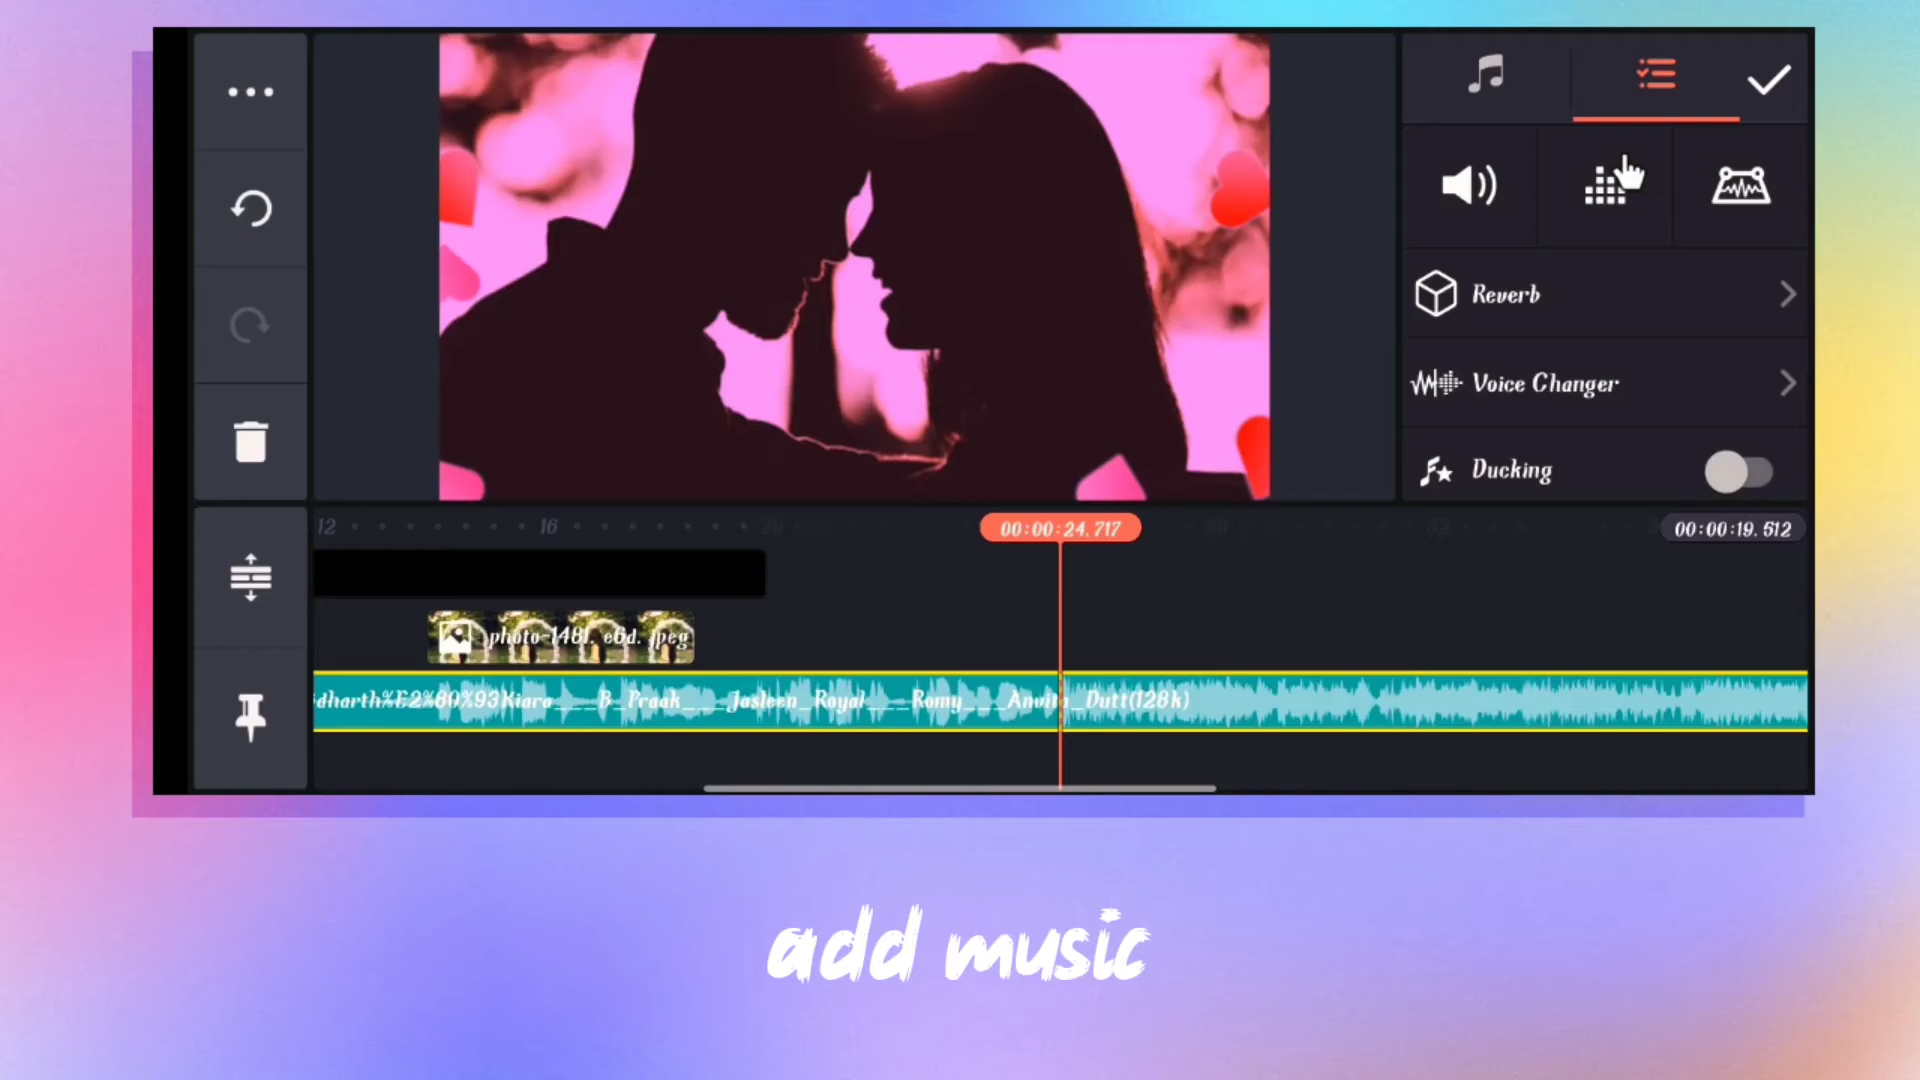 Reverb
Voice Changer
Ducking
12
16
20
00:00:24.717
32
00:00:19.512
photo-1481. e6d. jpeg
idharth%E2%80%93Kiara___B_Praak___Jasleen_Royal___Romy___Anvita_Dutt(128k)
add music